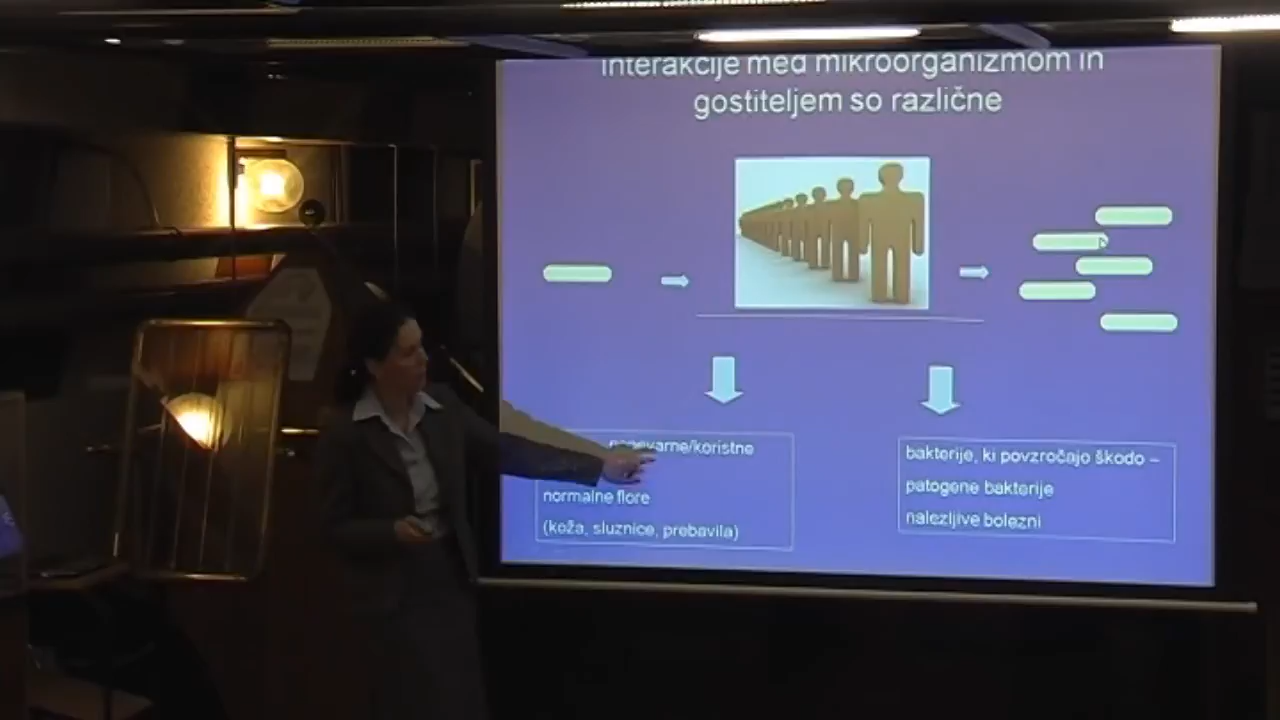 Interakcije med mikroorganizmom in
gostiteljem so različne
nenevarne/koristne
normalne flore
(koža, sluznice, prebavila)
bakterije, ki povzročajo škodo –
patogene bakterije
nalezljive bolezni